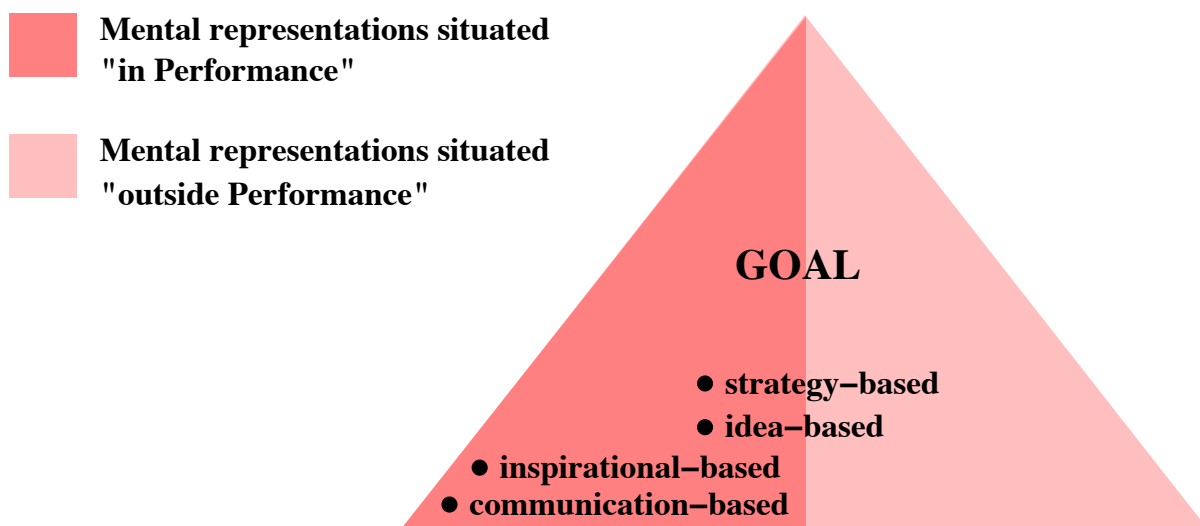 Mental representations situated
"in Performance"
Mental representations situated
"outside Performance"
GOAL
● strategy−based
● idea−based
● inspirational−based
● communication−based